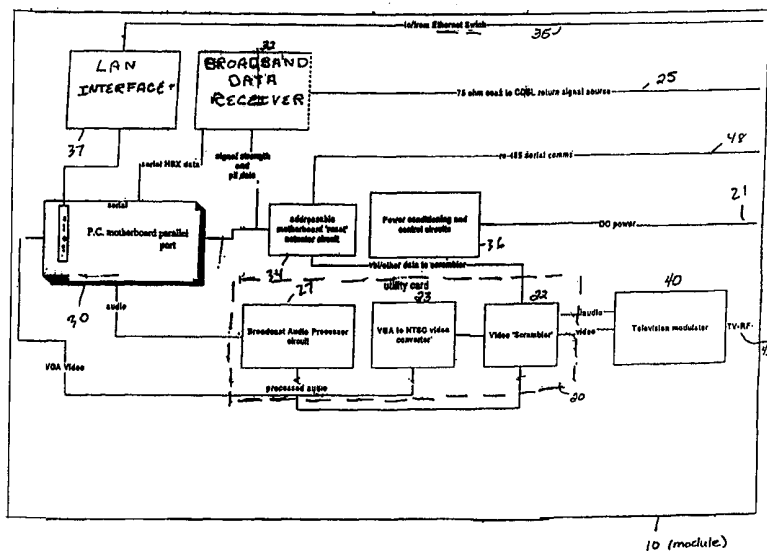 to/from Ethernet Switch
35
LAN
INTERFACE
37
32
BROADBAND
DATA
RECEIVER
75 ohm coax to return signal source
25
serial HBX data
signal strength
and
pll data
rs-485 serial comms
48
21
DC power
serial
slots
P.C. motherboard parallel
port
30
addressable
motherboard 'reset'
circuit
34
Power conditioning and
control circuits
36
vbi/other data to scrambler
utility card
audio
27
Broadcast Audio Processor
circuit
23
VGA to NTSC video
converter
22
Video 'Scrambler'
audio
video
40
Television modulator
TV-RF
VGA Video
processed audio
20
10 (module)